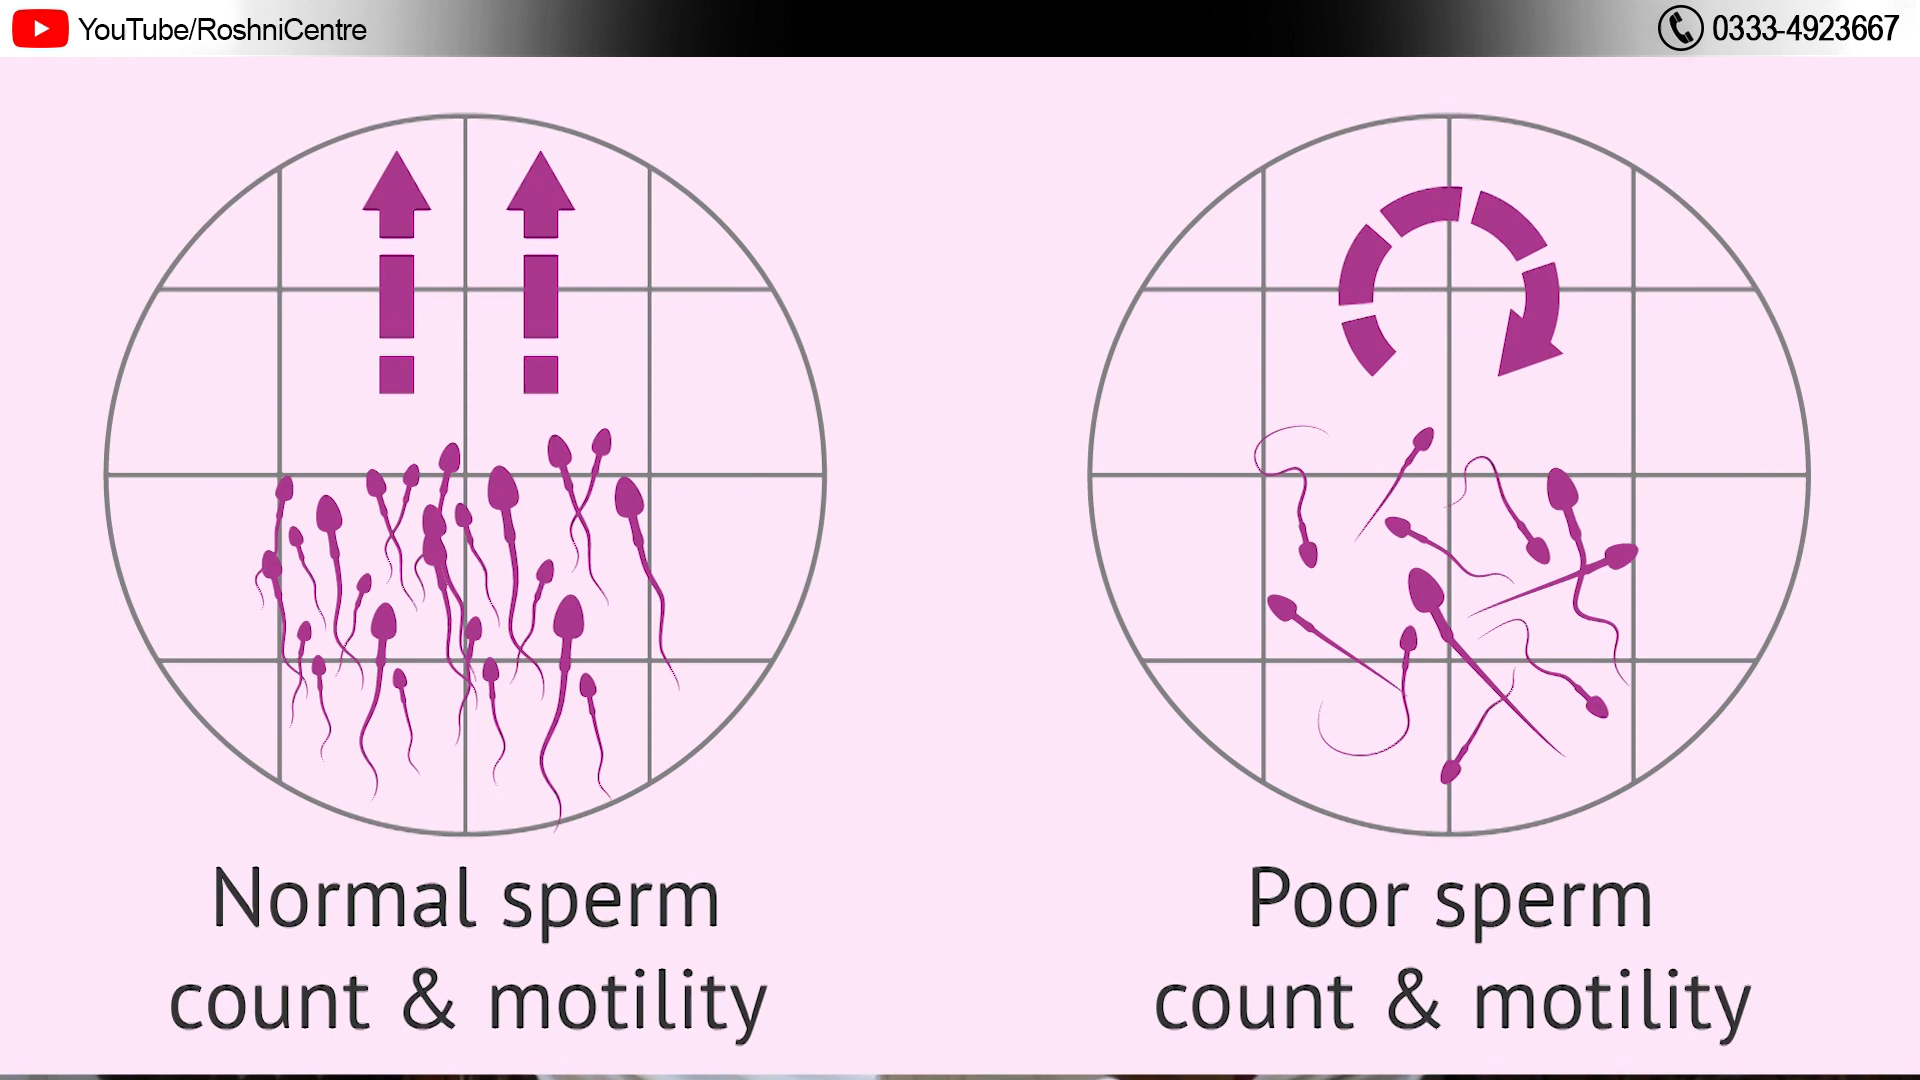 YouTube/RoshniCentre
0333-4923667
Normal sperm
count & motility
Poor sperm
count & motility